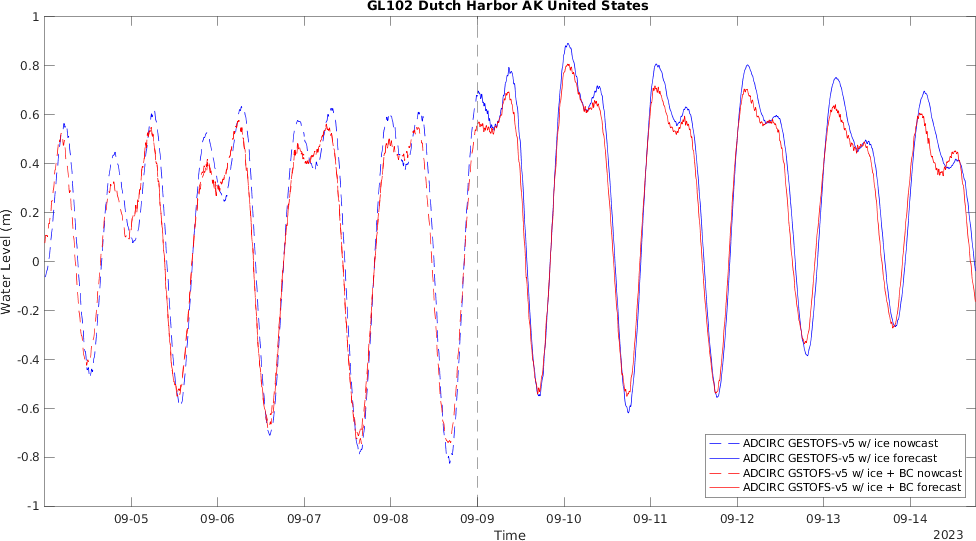 GL102 Dutch Harbor AK United States
1
0.8
0.6
0.4
0.2
0
-0.2
-0.4
-0.6
-0.8
-1
Water Level (m)
ADCIRC GESTOFS-v5 w/ ice nowcast
ADCIRC GESTOFS-v5 w/ ice forecast
ADCIRC GSTOFS-v5 w/ ice + BC nowcast
ADCIRC GSTOFS-v5 w/ ice + BC forecast
09-05 09-06 09-07 09-08 09-09 09-10 09-11 09-12 09-13 09-14
Time
2023